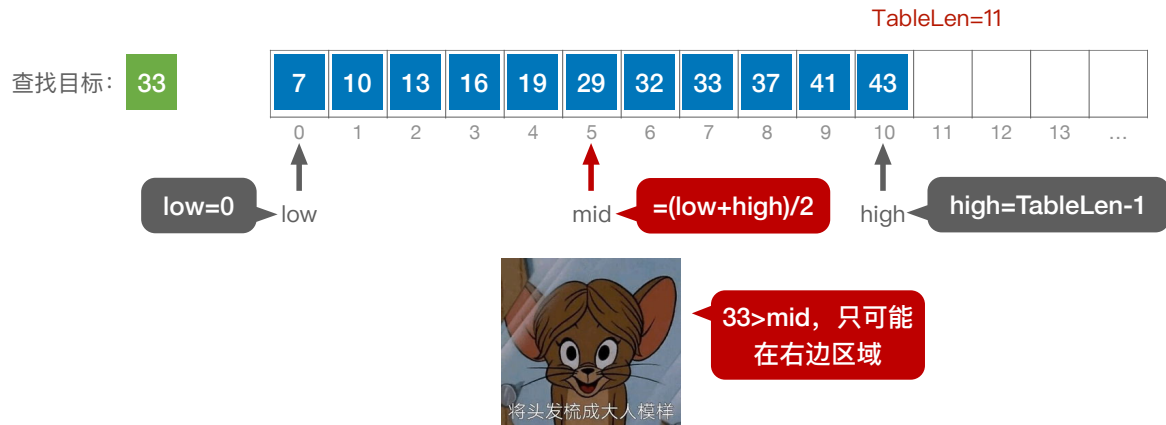 TableLen=11
查找目标： 33 7 10 13 16 19 29 32 33 37 41 43
0 1 2 3 4 5 6 7 8 9 10 11 12 13 ...
low=0 low mid =(low+high)/2 high high=TableLen-1
33>mid，只可能
在右边区域
将头发梳成大人模样